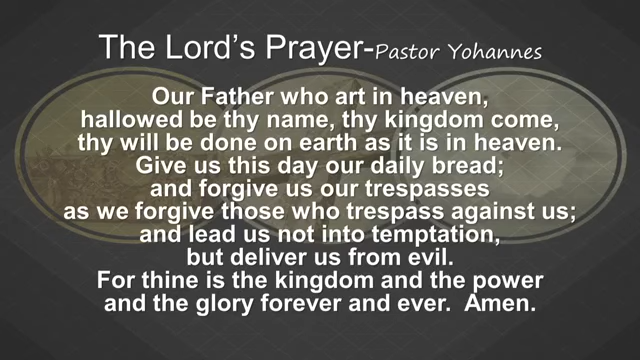 The Lord's Prayer-Pastor Yohannes
Our Father who art in heaven,
hallowed be thy name, thy kingdom come,
thy will be done on earth as it is in heaven.
Give us this day our daily bread;
and forgive us our trespasses
as we forgive those who trespass against us;
and lead us not into temptation,
but deliver us from evil.
For thine is the kingdom and the power
and the glory forever and ever.  Amen.